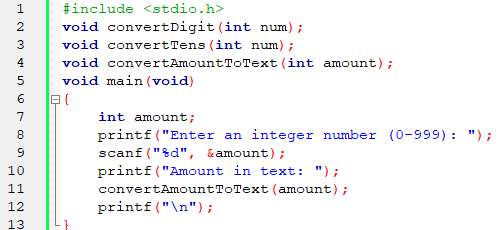 1 #include <stdio.h>
2 void convertDigit(int num);
3 void convertTens(int num);
4 void convertAmountToText(int amount);
5 void main(void)
6 {
7 int amount;
8 printf("Enter an integer number (0-999): ");
9 scanf("%d", &amount);
10 printf("Amount in text: ");
11 convertAmountToText(amount);
12 printf("\n");
13 }